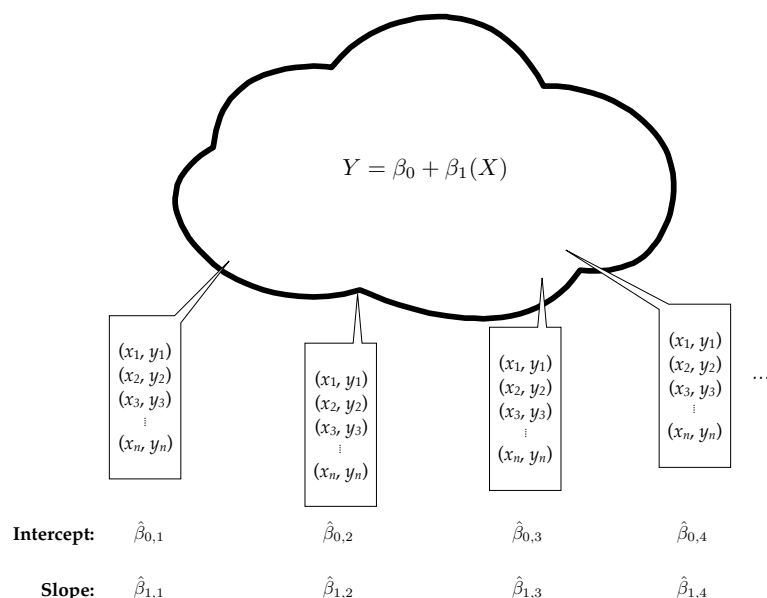 Y = β₀ + β₁(X)
(x₁, y₁)
(x₂, y₂)
(x₃, y₃)
⋮
(xₙ, yₙ)
(x₁, y₁)
(x₂, y₂)
(x₃, y₃)
⋮
(xₙ, yₙ)
(x₁, y₁)
(x₂, y₂)
(x₃, y₃)
⋮
(xₙ, yₙ)
(x₁, y₁)
(x₂, y₂)
(x₃, y₃)
⋮
(xₙ, yₙ)
...
Intercept: β̂₀,₁ β̂₀,₂ β̂₀,₃ β̂₀,₄
Slope: β̂₁,₁ β̂₁,₂ β̂₁,₃ β̂₁,₄